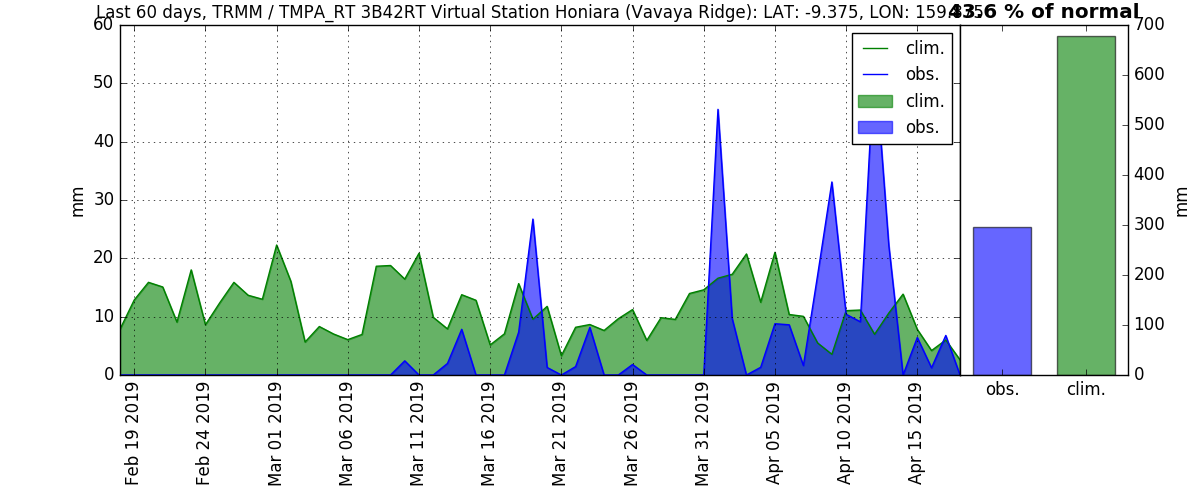 Last 60 days, TRMM / TMPA_RT 3B42RT Virtual Station Honiara (Vavaya Ridge): LAT: -9.375, LON: 159.875
43.6 % of normal
60
50
40
30
20
10
0
mm
clim.
obs.
clim.
obs.
700
600
500
400
300
200
100
0
mm
Feb 19 2019
Feb 24 2019
Mar 01 2019
Mar 06 2019
Mar 11 2019
Mar 16 2019
Mar 21 2019
Mar 26 2019
Mar 31 2019
Apr 05 2019
Apr 10 2019
Apr 15 2019
obs.
clim.